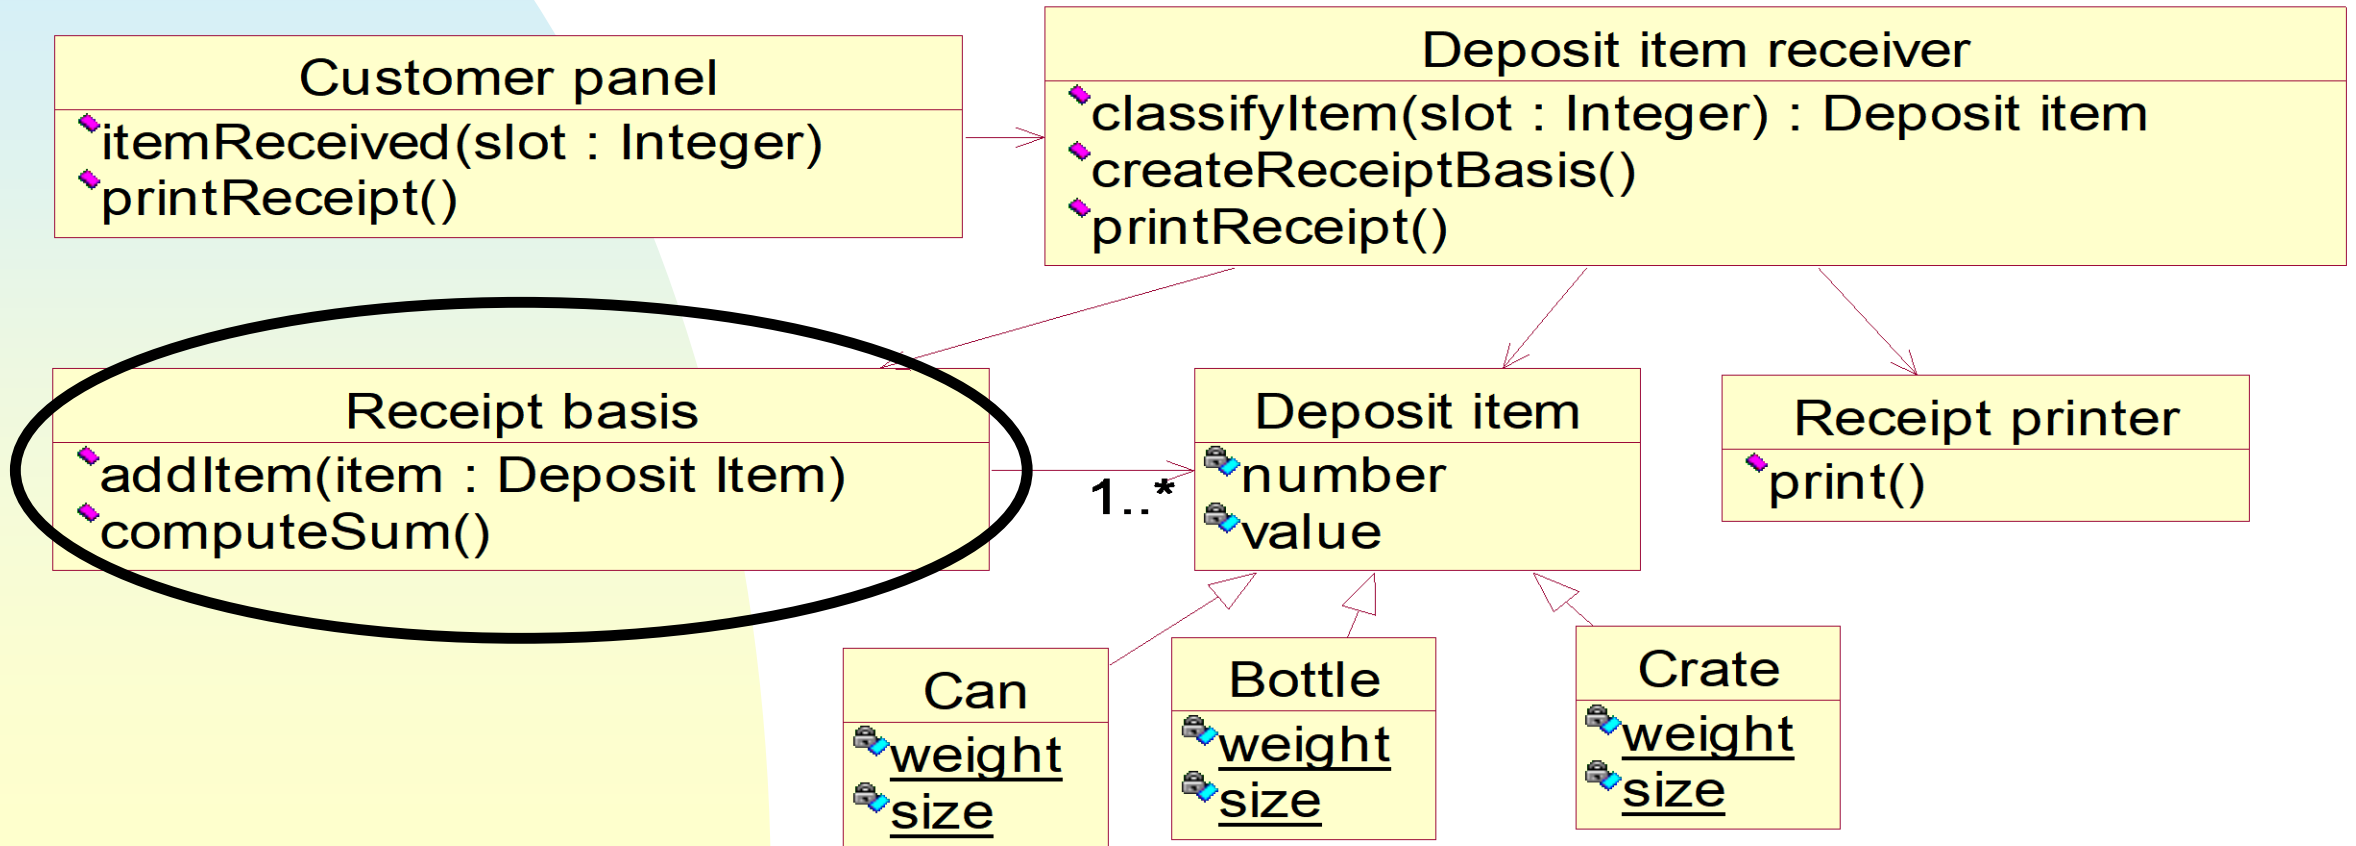 Customer panel
itemReceived(slot : Integer)
printReceipt()
Deposit item receiver
classifyItem(slot : Integer) : Deposit item
createReceiptBasis()
printReceipt()
Receipt basis
addItem(item : Deposit Item)
computeSum()
1..*
Deposit item
number
value
Receipt printer
print()
Can
weight
size
Bottle
weight
size
Crate
weight
size